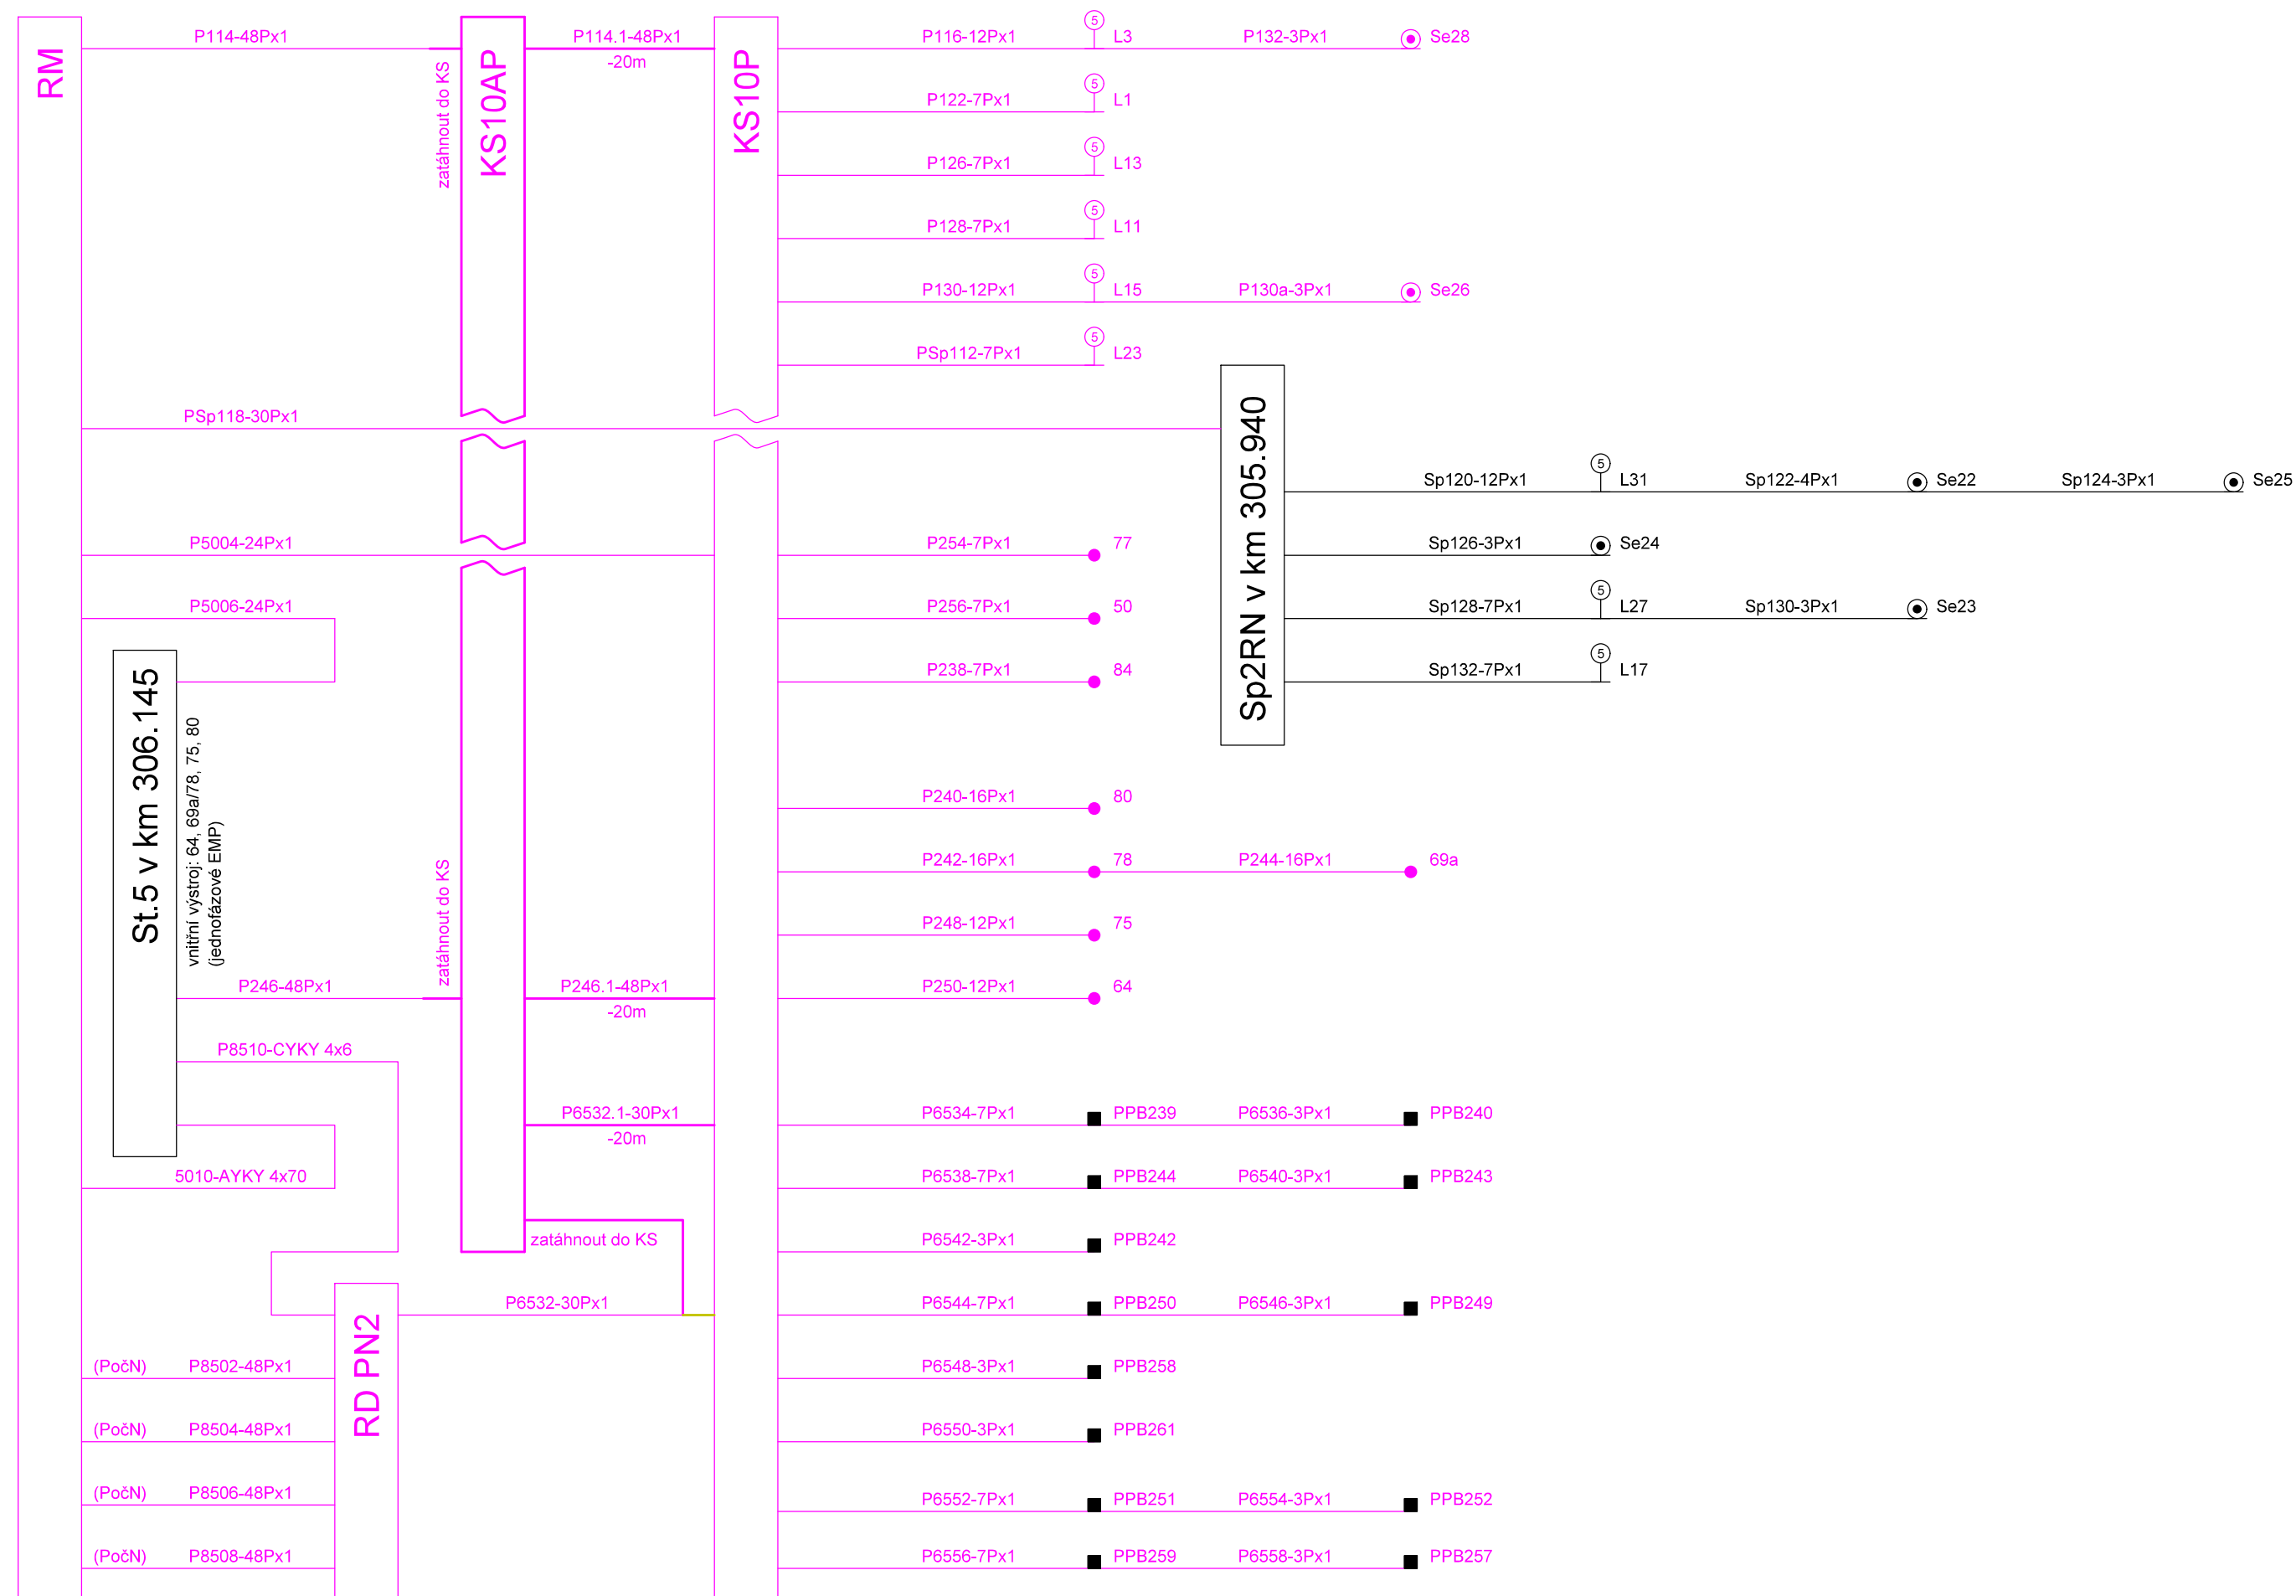 RM
P114-48Px1
zatáhnout do KS
KS10AP
P114.1-48Px1
-20m
KS10P
P116-12Px1
5
L3
P132-3Px1
Se28
P122-7Px1
5
L1
P126-7Px1
5
L13
P128-7Px1
5
L11
P130-12Px1
5
L15
P130a-3Px1
Se26
PSp112-7Px1
5
L23
PSp118-30Px1
Sp2RN v km 305.940
Sp120-12Px1
5
L31
Sp122-4Px1
Se22
Sp124-3Px1
Se25
Sp126-3Px1
Se24
Sp128-7Px1
5
L27
Sp130-3Px1
Se23
Sp132-7Px1
5
L17
P5004-24Px1
P254-7Px1
77
P5006-24Px1
P256-7Px1
50
P238-7Px1
84
St.5 v km 306.145
vnitřní výstroj: 64, 69a/78, 75, 80
(jednofázové EMP)
P240-16Px1
80
P242-16Px1
78
P244-16Px1
69a
P248-12Px1
75
zatáhnout do KS
P246-48Px1
P246.1-48Px1
-20m
P250-12Px1
64
P8510-CYKY 4x6
P6532.1-30Px1
-20m
P6534-7Px1
PPB239
P6536-3Px1
PPB240
5010-AYKY 4x70
P6538-7Px1
PPB244
P6540-3Px1
PPB243
zatáhnout do KS
P6542-3Px1
PPB242
RD PN2
P6532-30Px1
P6544-7Px1
PPB250
P6546-3Px1
PPB249
(PočN)
P8502-48Px1
P6548-3Px1
PPB258
(PočN)
P8504-48Px1
P6550-3Px1
PPB261
(PočN)
P8506-48Px1
P6552-7Px1
PPB251
P6554-3Px1
PPB252
(PočN)
P8508-48Px1
P6556-7Px1
PPB259
P6558-3Px1
PPB257